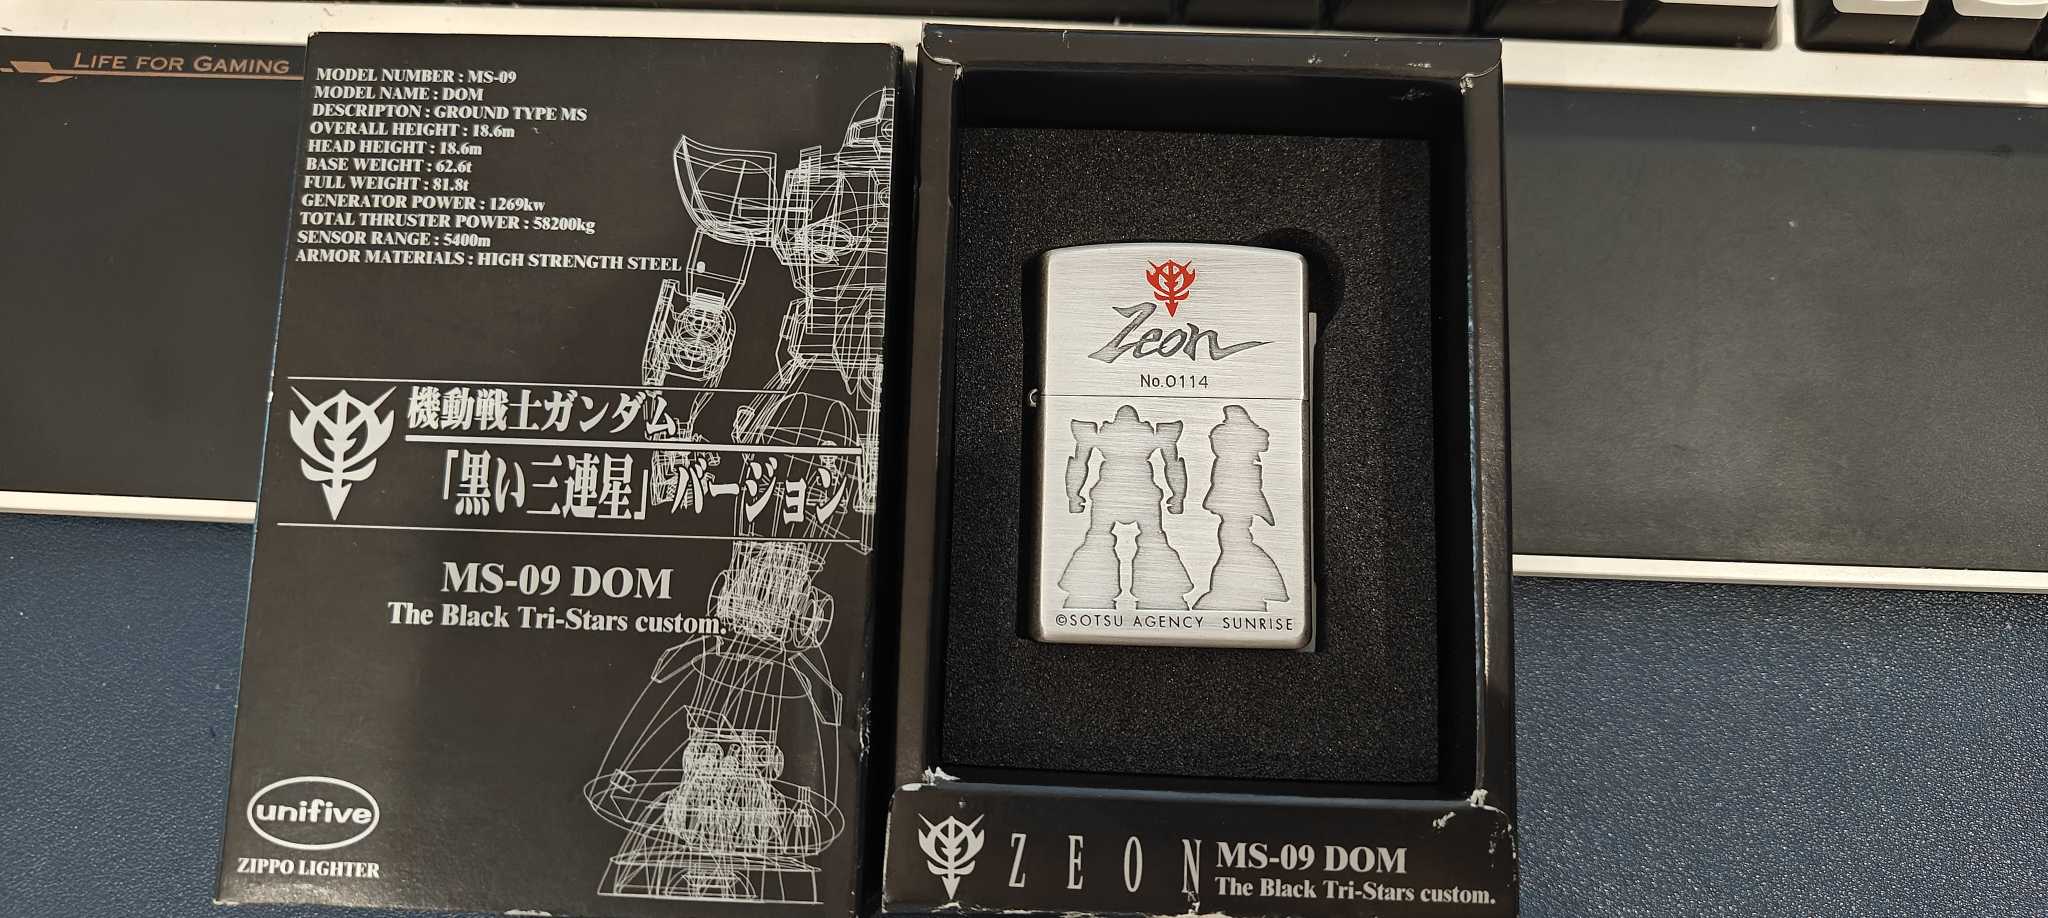 LIFE FOR GAMING
MODEL NUMBER : MS-09
MODEL NAME : DOM
DESCRIPTON : GROUND TYPE MS
OVERALL HEIGHT : 18.6m
HEAD HEIGHT : 18.6m
BASE WEIGHT : 62.6t
FULL WEIGHT : 81.8t
GENERATOR POWER : 1269kw
TOTAL THRUSTER POWER : 58200kg
SENSOR RANGE : 5400m
ARMOR MATERIALS : HIGH STRENGTH STEEL
機動戦士ガンダム
「黒い三連星」バージョン
MS-09 DOM
The Black Tri-Stars custom.
unifive
ZIPPO LIGHTER
Zeon
No.0114
©SOTSU AGENCY SUNRISE
ZEON
MS-09 DOM
The Black Tri-Stars custom.